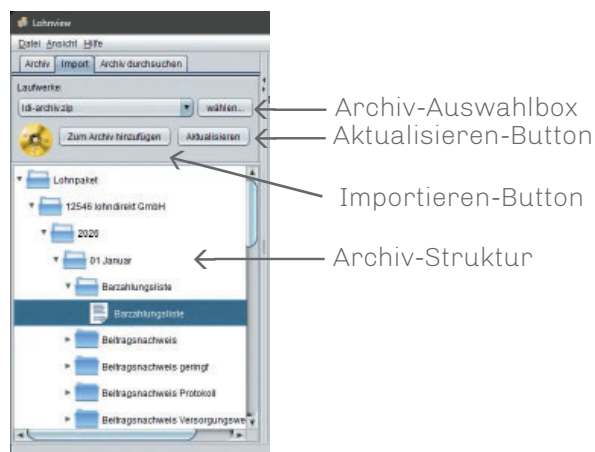 Lohnview
Datei Ansicht Hilfe
Archiv Import Archiv durchsuchen
Laufwerke:
ldi-archiv.zip wählen...
Archiv-Auswahlbox
Zum Archiv hinzufügen Aktualisieren
Aktualisieren-Button
Importieren-Button
Lohnpaket
12546 lohndirekt GmbH
2026
01 Januar
Archiv-Struktur
Barzahlungsliste
Barzahlungsliste
Beitragsnachweis
Beitragsnachweis geringf
Beitragsnachweis Protokoll
Beitragsnachweis Versorgungswe